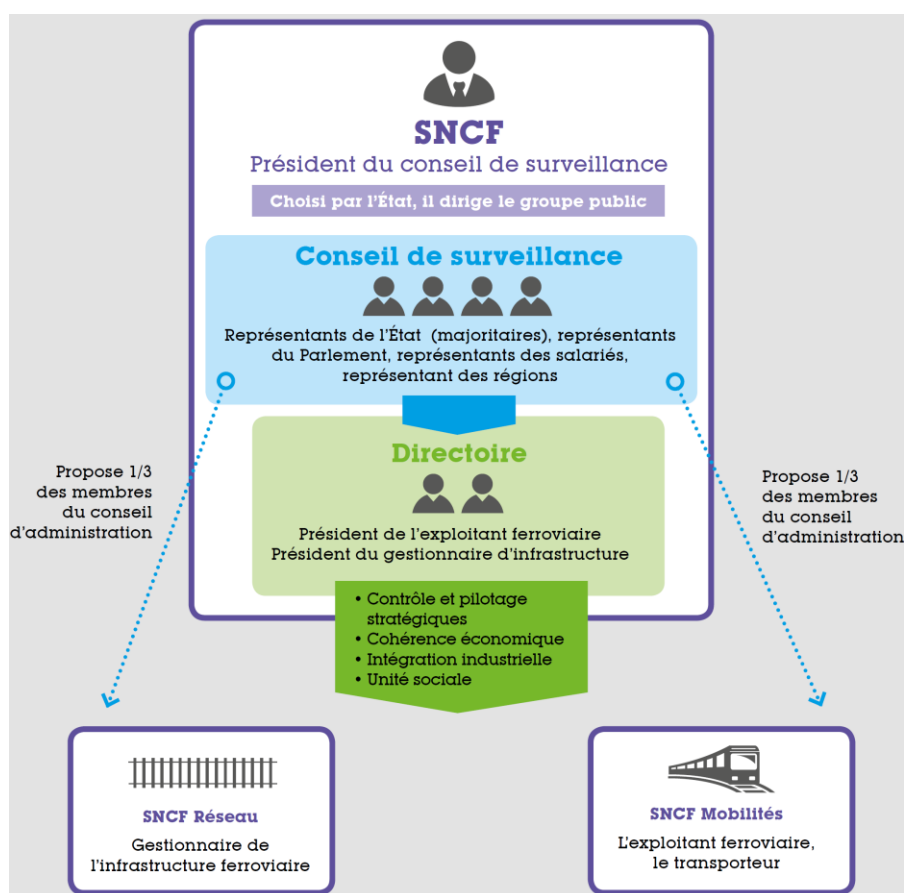 SNCF
Président du conseil de surveillance
Choisi par l'État, il dirige le groupe public
Conseil de surveillance
Représentants de l'État (majoritaires), représentants
du Parlement, représentants des salariés,
représentant des régions
Propose 1/3
des membres
du conseil
d'administration
Propose 1/3
des membres
du conseil
d'administration
Directoire
Président de l'exploitant ferroviaire
Président du gestionnaire d'infrastructure
• Contrôle et pilotage
stratégiques
• Cohérence économique
• Intégration industrielle
• Unité sociale
SNCF Réseau
Gestionnaire de
l'infrastructure ferroviaire
SNCF Mobilités
L'exploitant ferroviaire,
le transporteur